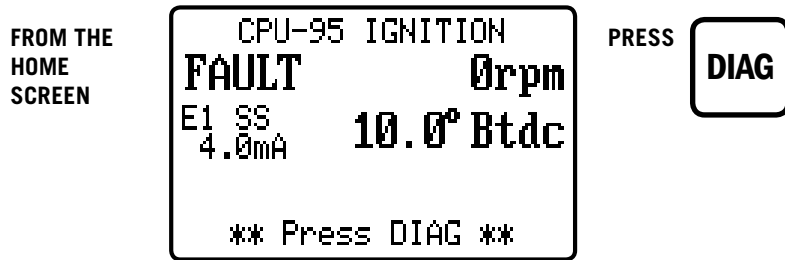 FROM THE
HOME
SCREEN
CPU-95 IGNITION
FAULT 0rpm
E1 SS
4.0mA 10.0° Btdc
** Press DIAG **
PRESS
DIAG